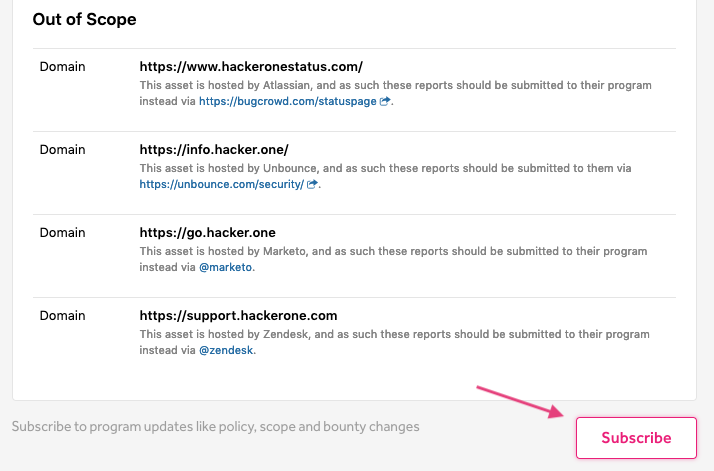 Out of Scope
Domain
https://www.hackeronestatus.com/
This asset is hosted by Atlassian, and as such these reports should be submitted to their program
instead via https://bugcrowd.com/statuspage.
Domain
https://info.hacker.one/
This asset is hosted by Unbounce, and as such these reports should be submitted to them via
https://unbounce.com/security/.
Domain
https://go.hacker.one
This asset is hosted by Marketo, and as such these reports should be submitted to their program
instead via @marketo.
Domain
https://support.hackerone.com
This asset is hosted by Zendesk, and as such these reports should be submitted to their program
instead via @zendesk.
Subscribe to program updates like policy, scope and bounty changes
Subscribe